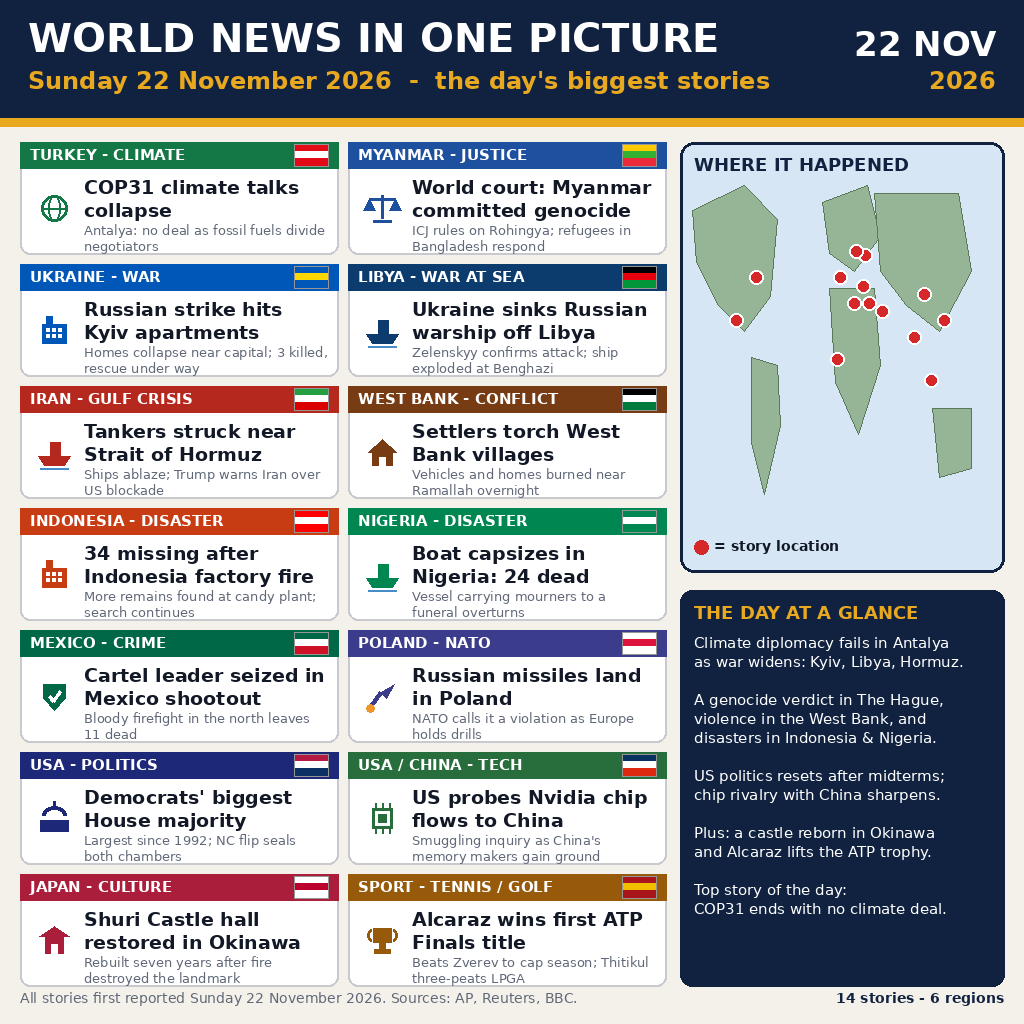 WORLD NEWS IN ONE PICTURE
Sunday 22 November 2026  -  the day's biggest stories
22 NOV
2026
TURKEY - CLIMATE
COP31 climate talks
collapse
Antalya: no deal as fossil fuels divide
negotiators
MYANMAR - JUSTICE
World court: Myanmar
committed genocide
ICJ rules on Rohingya; refugees in
Bangladesh respond
UKRAINE - WAR
Russian strike hits
Kyiv apartments
Homes collapse near capital; 3 killed,
rescue under way
LIBYA - WAR AT SEA
Ukraine sinks Russian
warship off Libya
Zelenskyy confirms attack; ship
exploded at Benghazi
IRAN - GULF CRISIS
Tankers struck near
Strait of Hormuz
Ships ablaze; Trump warns Iran over
US blockade
WEST BANK - CONFLICT
Settlers torch West
Bank villages
Vehicles and homes burned near
Ramallah overnight
INDONESIA - DISASTER
34 missing after
Indonesia factory fire
More remains found at candy plant;
search continues
NIGERIA - DISASTER
Boat capsizes in
Nigeria: 24 dead
Vessel carrying mourners to a
funeral overturns
MEXICO - CRIME
Cartel leader seized in
Mexico shootout
Bloody firefight in the north leaves
11 dead
POLAND - NATO
Russian missiles land
in Poland
NATO calls it a violation as Europe
holds drills
USA - POLITICS
Democrats' biggest
House majority
Largest since 1992; NC flip seals
both chambers
USA / CHINA - TECH
US probes Nvidia chip
flows to China
Smuggling inquiry as China's
memory makers gain ground
JAPAN - CULTURE
Shuri Castle hall
restored in Okinawa
Rebuilt seven years after fire
destroyed the landmark
SPORT - TENNIS / GOLF
Alcaraz wins first ATP
Finals title
Beats Zverev to cap season; Thitikul
three-peats LPGA
WHERE IT HAPPENED
= story location
THE DAY AT A GLANCE
Climate diplomacy fails in Antalya
as war widens: Kyiv, Libya, Hormuz.
A genocide verdict in The Hague,
violence in the West Bank, and
disasters in Indonesia & Nigeria.
US politics resets after midterms;
chip rivalry with China sharpens.
Plus: a castle reborn in Okinawa
and Alcaraz lifts the ATP trophy.
Top story of the day:
COP31 ends with no climate deal.
All stories first reported Sunday 22 November 2026. Sources: AP, Reuters, BBC.
14 stories - 6 regions